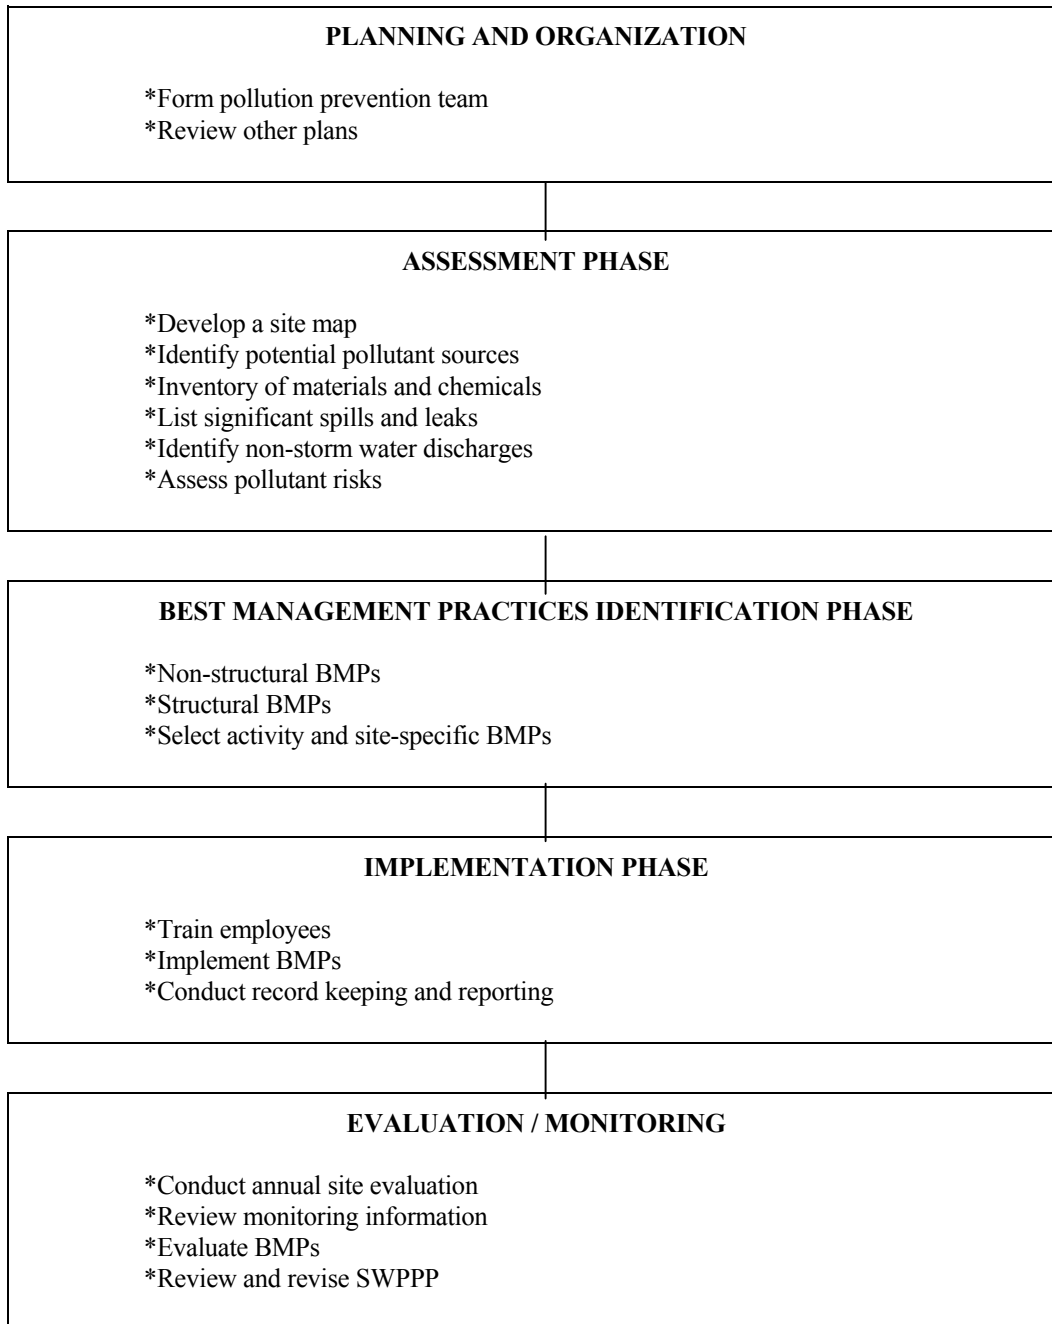 PLANNING AND ORGANIZATION
*Form pollution prevention team
*Review other plans
ASSESSMENT PHASE
*Develop a site map
*Identify potential pollutant sources
*Inventory of materials and chemicals
*List significant spills and leaks
*Identify non-storm water discharges
*Assess pollutant risks
BEST MANAGEMENT PRACTICES IDENTIFICATION PHASE
*Non-structural BMPs
*Structural BMPs
*Select activity and site-specific BMPs
IMPLEMENTATION PHASE
*Train employees
*Implement BMPs
*Conduct record keeping and reporting
EVALUATION / MONITORING
*Conduct annual site evaluation
*Review monitoring information
*Evaluate BMPs
*Review and revise SWPPP